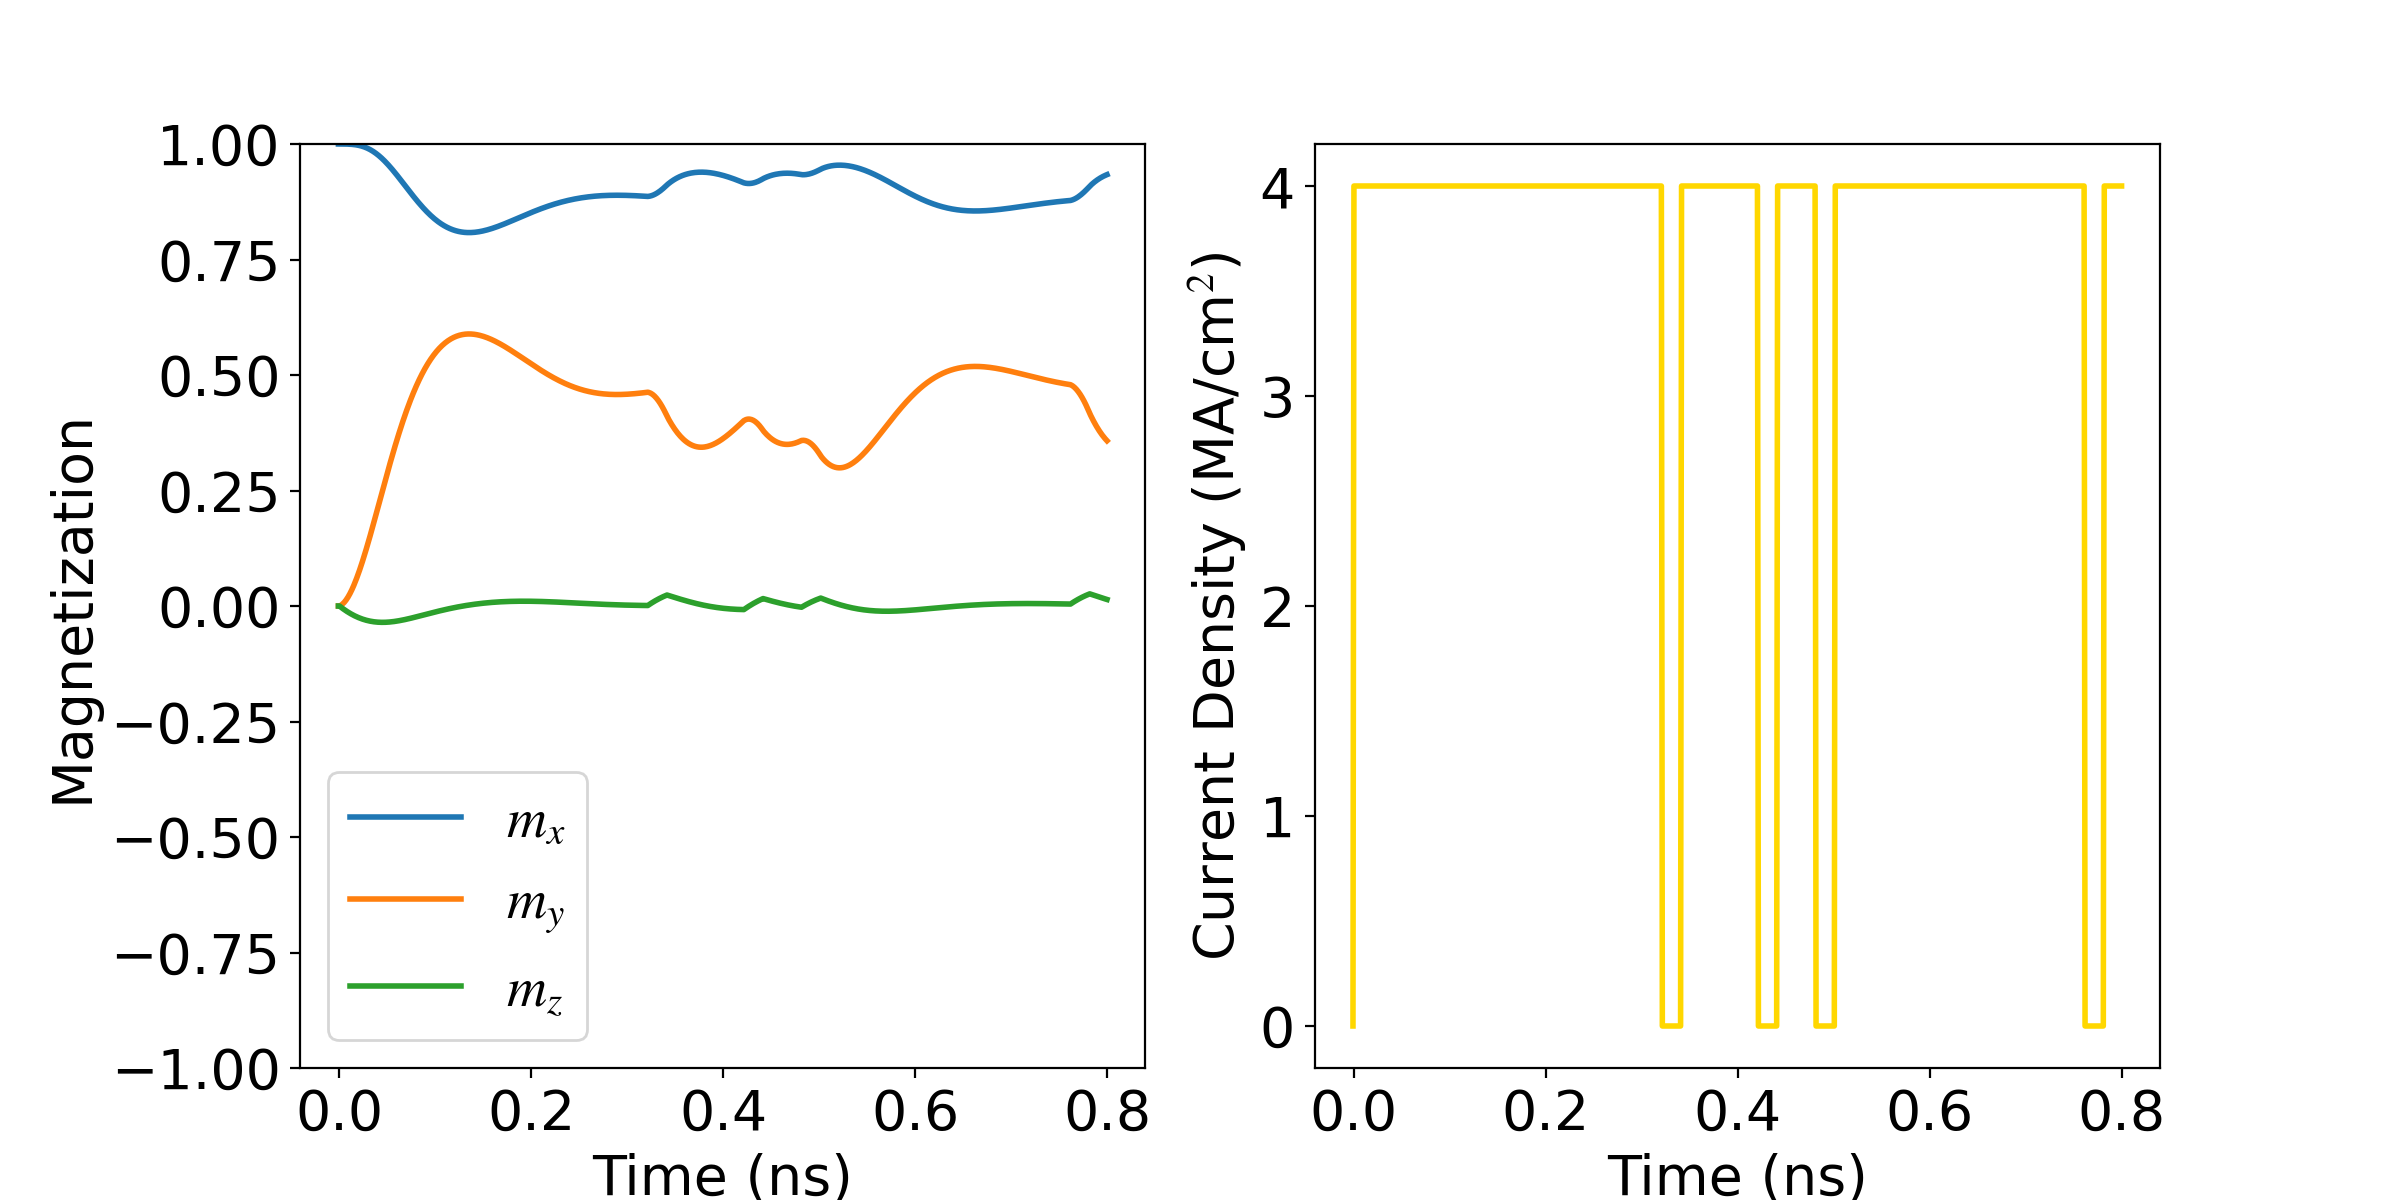 1.00
0.75
0.50
0.25
0.00
−0.25
−0.50
−0.75
−1.00
Magnetization
m_x
m_y
m_z
0.0 0.2 0.4 0.6 0.8
Time (ns)
4
3
2
1
0
Current Density (MA/cm²)
0.0 0.2 0.4 0.6 0.8
Time (ns)